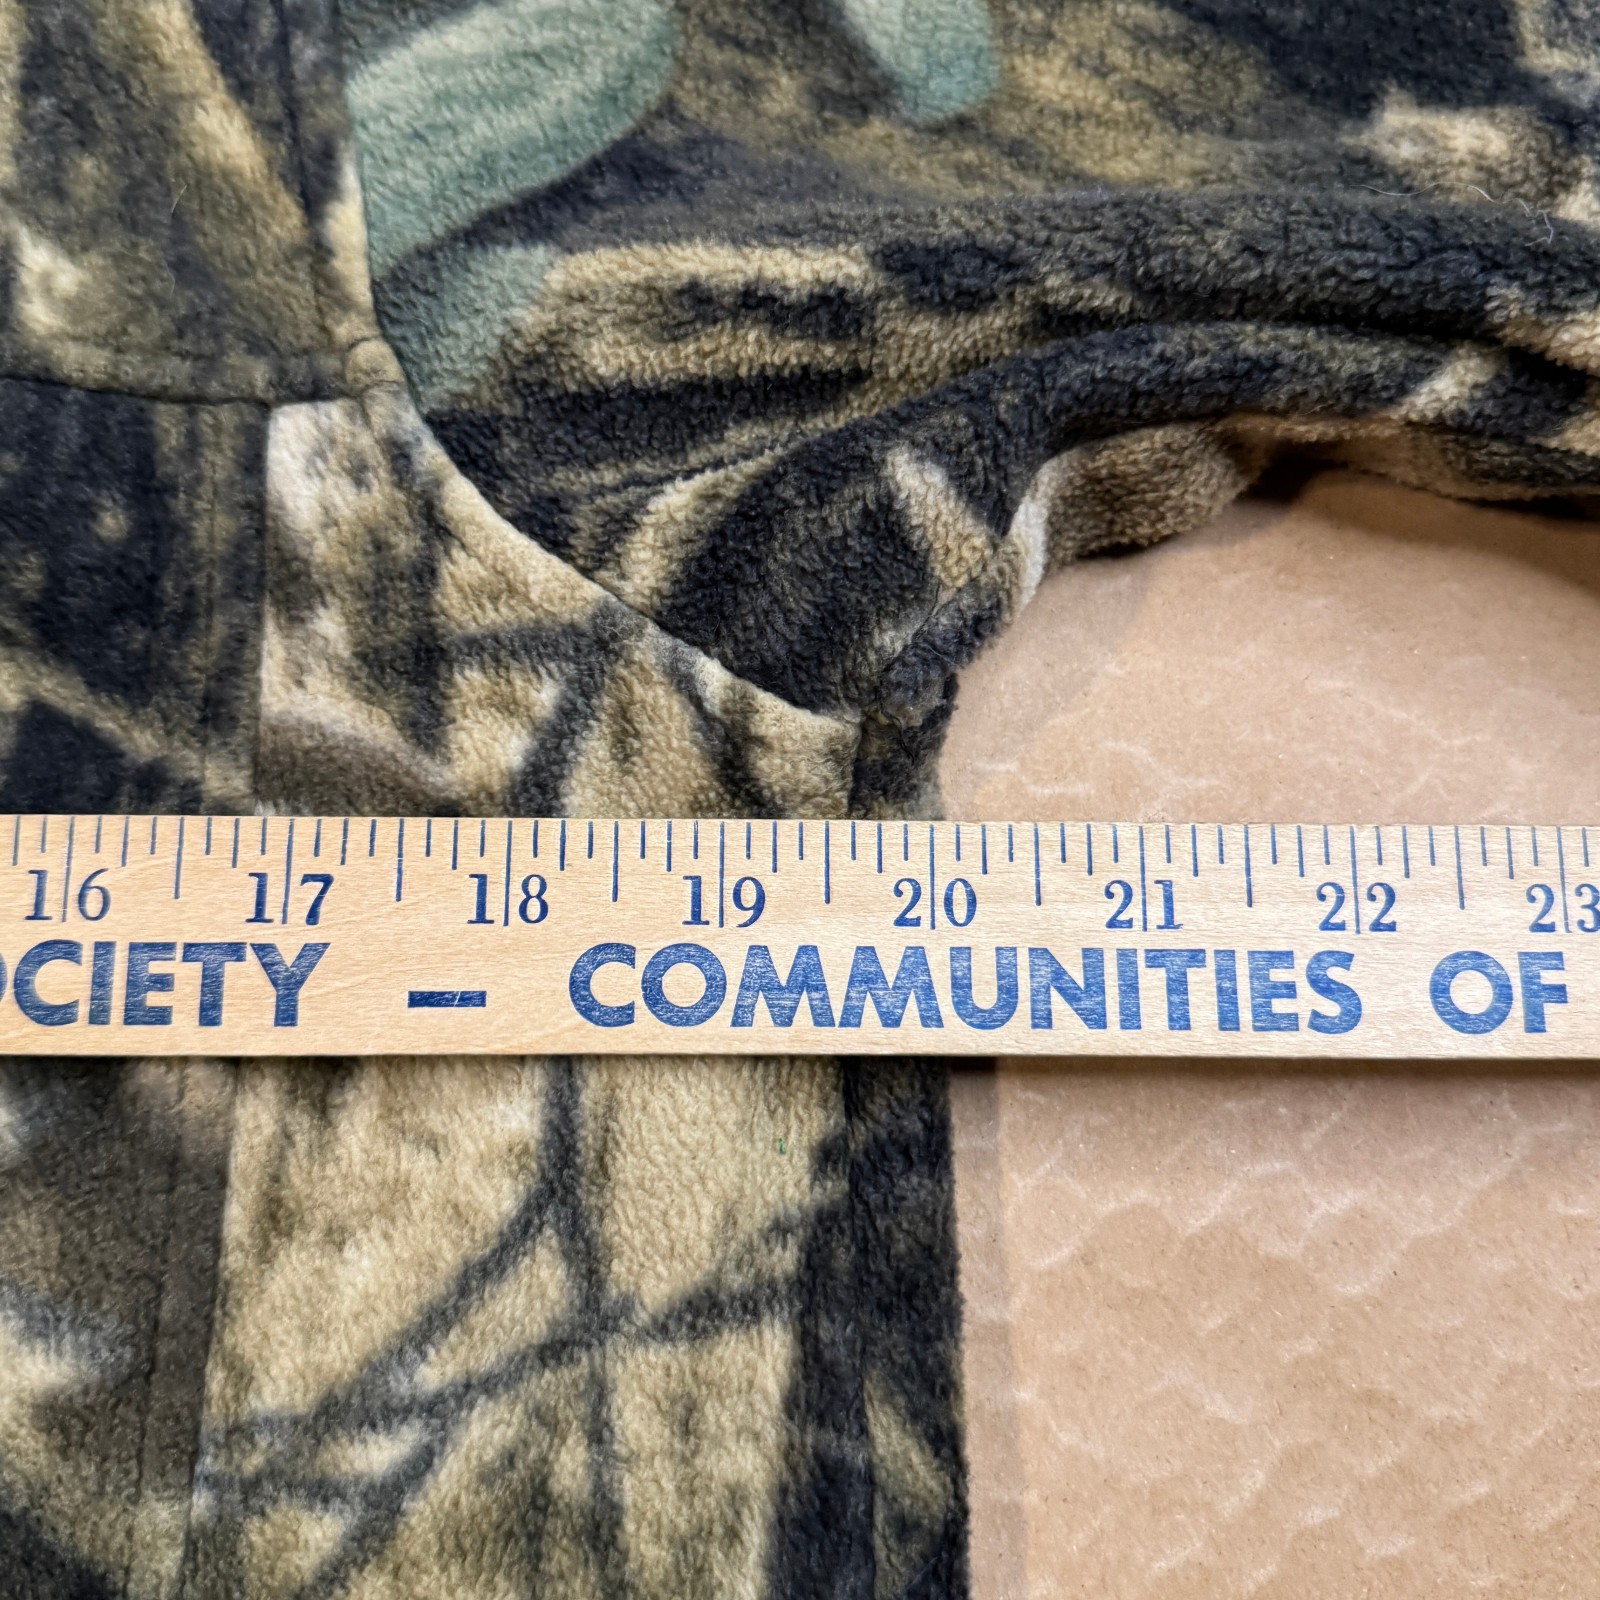 16 17 18 19 20 21 22 23
OCIETY — COMMUNITIES OF